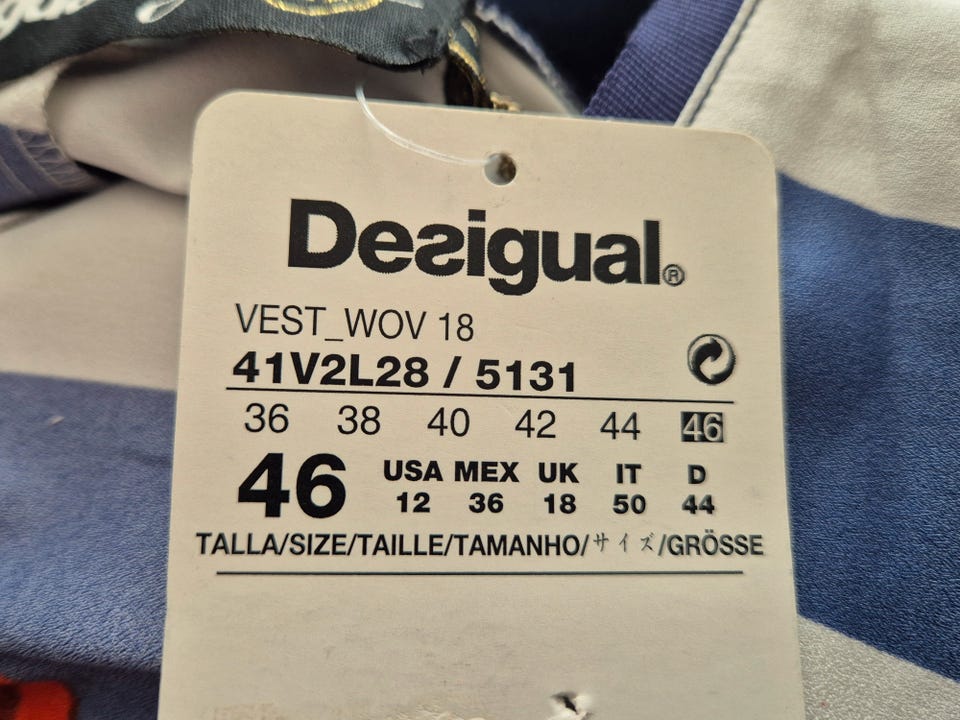 Desigual®
VEST_WOV 18
41V2L28 / 5131
36 38 40 42 44 46
46 USA MEX UK IT D
12 36 18 50 44
TALLA/SIZE/TAILLE/TAMANHO/サイズ/GRÖSSE